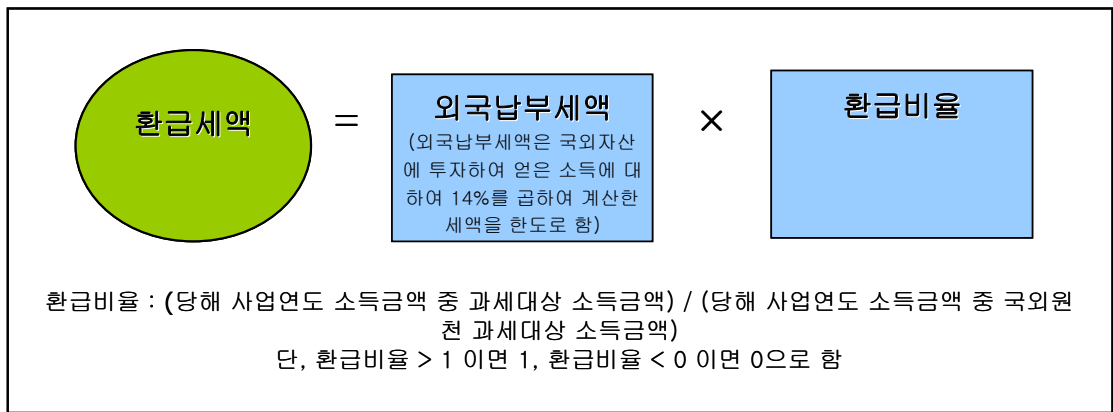 환급세액
=
외국납부세액
(외국납부세액은 국외자산
에 투자하여 얻은 소득에 대
하여 14%를 곱하여 계산한
세액을 한도로 함)
×
환급비율
환급비율 : (당해 사업연도 소득금액 중 과세대상 소득금액) / (당해 사업연도 소득금액 중 국외원
천 과세대상 소득금액)
단, 환급비율 > 1 이면 1, 환급비율 < 0 이면 0으로 함